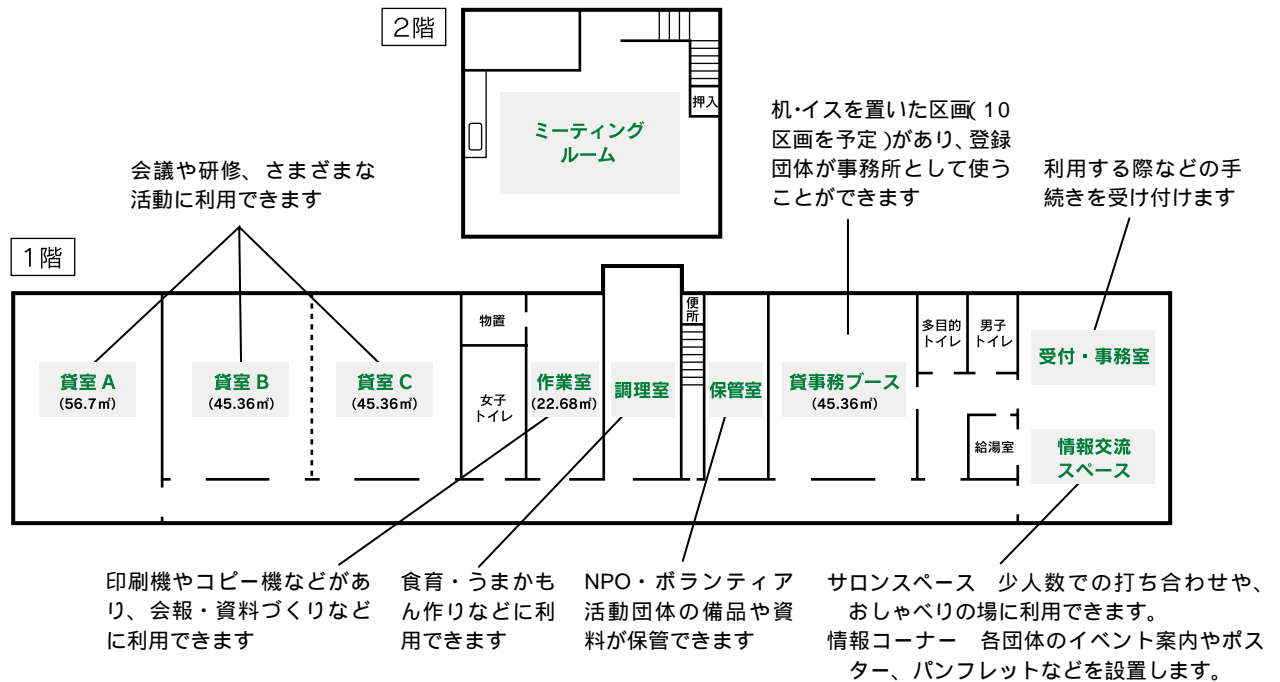 2階
押入
ミーティング
ルーム
机・イスを置いた区画(10
区画を予定)があり、登録
団体が事務所として使う
ことができます
利用する際などの手
続きを受け付けます
会議や研修、さまざまな
活動に利用できます
1階
貸室 A
(56.7㎡)
貸室 B
(45.36㎡)
貸室 C
(45.36㎡)
物置
女子
トイレ
作業室
(22.68㎡)
調理室
便
所
保管室
貸事務ブース
(45.36㎡)
多目的
トイレ
男子
トイレ
給湯室
受付・事務室
情報交流
スペース
印刷機やコピー機などがあ
り、会報・資料づくりなど
に利用できます
食育・うまかも
ん作りなどに利
用できます
NPO・ボランティア
活動団体の備品や資
料が保管できます
サロンスペース 少人数での打ち合わせや、
おしゃべりの場に利用できます。
情報コーナー 各団体のイベント案内やポス
ター、パンフレットなどを設置します。